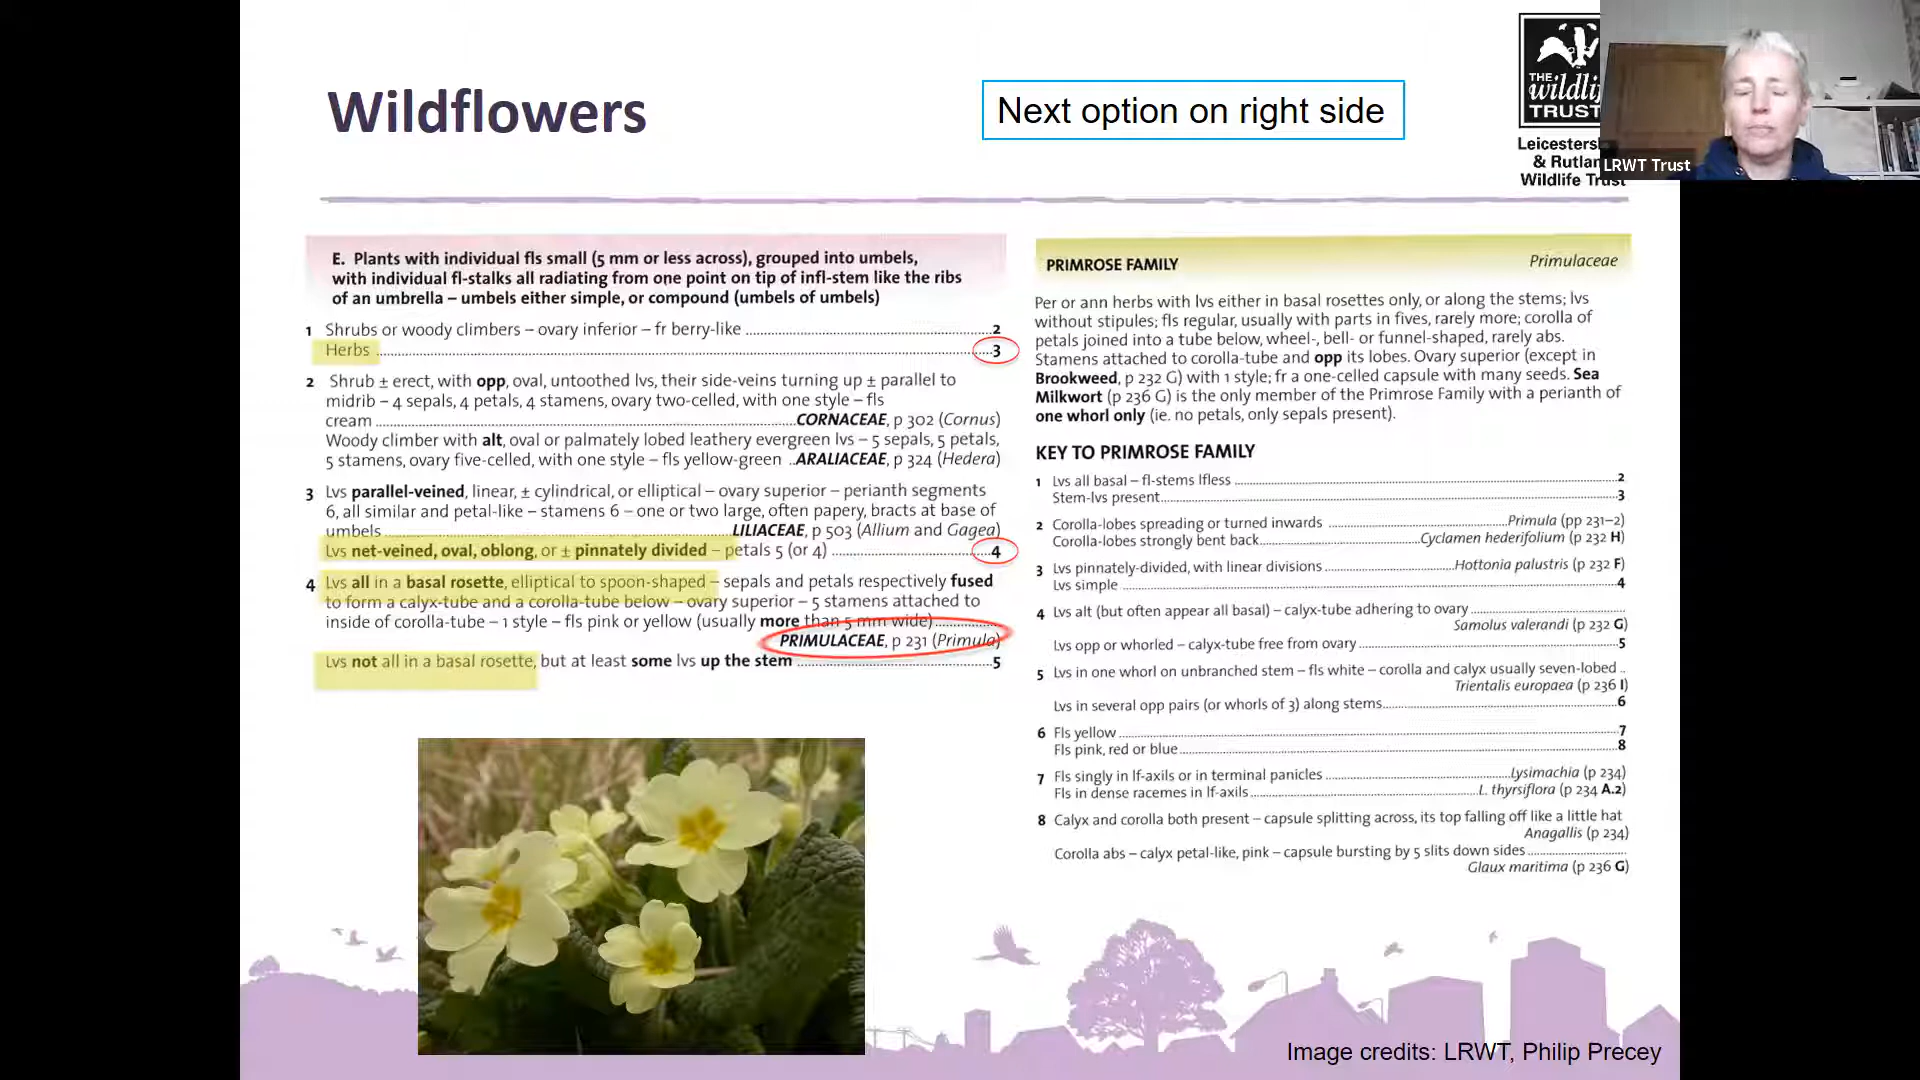 Wildflowers
Next option on right side
THE
wildli
TRUST
Leicesters
& Rutlan
Wildlife Trust
LRWT Trust
E. Plants with individual fls small (5 mm or less across), grouped into umbels,
with individual fl-stalks all radiating from one point on tip of infl-stem like the ribs
of an umbrella – umbels either simple, or compound (umbels of umbels)
1 Shrubs or woody climbers – ovary inferior – fr berry-like ........ 2
Herbs ........ 3
2 Shrub ± erect, with opp, oval, untoothed lvs, their side-veins turning up ± parallel to
midrib – 4 sepals, 4 petals, 4 stamens, ovary two-celled, with one style – fls
cream ........ CORNACEAE, p 302 (Cornus)
Woody climber with alt, oval or palmately lobed leathery evergreen lvs – 5 sepals, 5 petals,
5 stamens, ovary five-celled, with one style – fls yellow-green ..ARALIACEAE, p 324 (Hedera)
3 Lvs parallel-veined, linear, ± cylindrical, or elliptical – ovary superior – perianth segments
6, all similar and petal-like – stamens 6 – one or two large, often papery, bracts at base of
umbels ........ LILIACEAE, p 503 (Allium and Gagea)
Lvs net-veined, oval, oblong, or ± pinnately divided – petals 5 (or 4) ........ 4
4 Lvs all in a basal rosette, elliptical to spoon-shaped – sepals and petals respectively fused
to form a calyx-tube and a corolla-tube below – ovary superior – 5 stamens attached to
inside of corolla-tube – 1 style – fls pink or yellow (usually more than 5 mm wide) ........
PRIMULACEAE, p 231 (Primula)
Lvs not all in a basal rosette, but at least some lvs up the stem ........ 5
PRIMROSE FAMILY Primulaceae
Per or ann herbs with lvs either in basal rosettes only, or along the stems; lvs
without stipules; fls regular, usually with parts in fives, rarely more; corolla of
petals joined into a tube below, wheel-, bell- or funnel-shaped, rarely abs.
Stamens attached to corolla-tube and opp its lobes. Ovary superior (except in
Brookweed, p 232 G) with 1 style; fr a one-celled capsule with many seeds. Sea
Milkwort (p 236 G) is the only member of the Primrose Family with a perianth of
one whorl only (ie. no petals, only sepals present).
KEY TO PRIMROSE FAMILY
1 Lvs all basal – fl-stems lfless ........ 2
Stem-lvs present ........ 3
2 Corolla-lobes spreading or turned inwards ........ Primula (pp 231–2)
Corolla-lobes strongly bent back ........ Cyclamen hederifolium (p 232 H)
3 Lvs pinnately-divided, with linear divisions ........ Hottonia palustris (p 232 F)
Lvs simple ........ 4
4 Lvs alt (but often appear all basal) – calyx-tube adhering to ovary ........
Samolus valerandi (p 232 G)
Lvs opp or whorled – calyx-tube free from ovary ........ 5
5 Lvs in one whorl on unbranched stem – fls white – corolla and calyx usually seven-lobed ..
Trientalis europaea (p 236 I)
Lvs in several opp pairs (or whorls of 3) along stems ........ 6
6 Fls yellow ........ 7
Fls pink, red or blue ........ 8
7 Fls singly in lf-axils or in terminal panicles ........ Lysimachia (p 234)
Fls in dense racemes in lf-axils ........ L. thyrsiflora (p 234 A.2)
8 Calyx and corolla both present – capsule splitting across, its top falling off like a little hat
Anagallis (p 234)
Corolla abs – calyx petal-like, pink – capsule bursting by 5 slits down sides ........
Glaux maritima (p 236 G)
Image credits: LRWT, Philip Precey